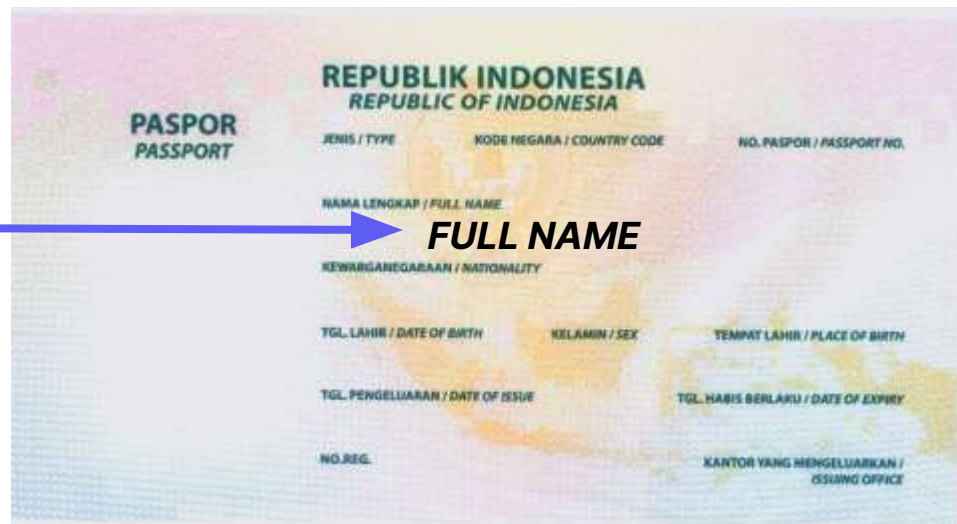 REPUBLIK INDONESIA
REPUBLIC OF INDONESIA
PASPOR
PASSPORT
JENIS / TYPE KODE NEGARA / COUNTRY CODE NO. PASPOR / PASSPORT NO.
NAMA LENGKAP / FULL NAME
FULL NAME
KEWARGANEGARAAN / NATIONALITY
TGL. LAHIR / DATE OF BIRTH KELAMIN / SEX TEMPAT LAHIR / PLACE OF BIRTH
TGL. PENGELUARAN / DATE OF ISSUE TGL. HABIS BERLAKU / DATE OF EXPIRY
NO.REG. KANTOR YANG MENGELUARKAN /
ISSUING OFFICE